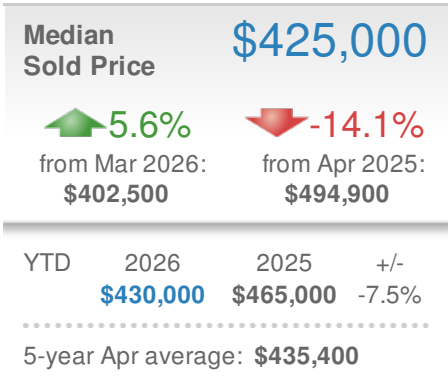 Median $425,000
Sold Price
5.6% -14.1%
from Mar 2026: from Apr 2025:
$402,500 $494,900
YTD 2026 2025 +/-
$430,000 $465,000 -7.5%
5-year Apr average: $435,400